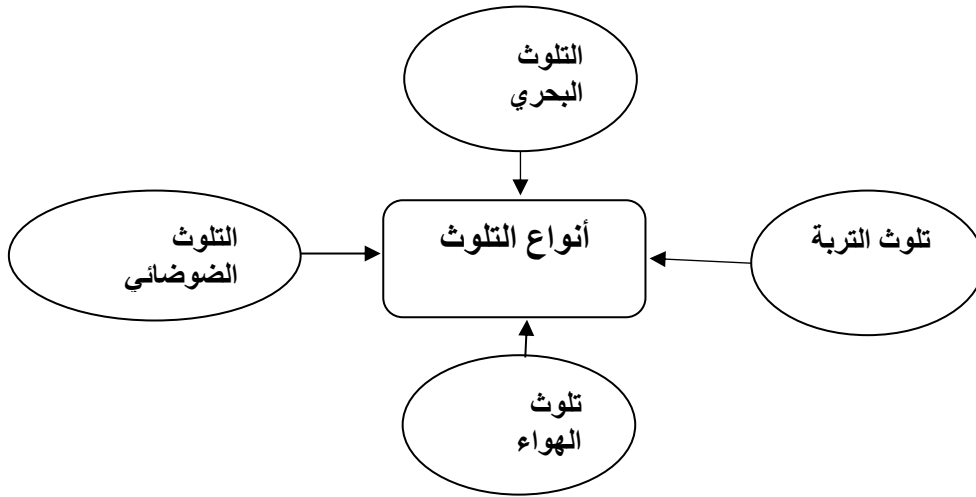 التلوث
البحري
أنواع التلوث
تلوث التربة
التلوث
الضوضائي
تلوث
الهواء